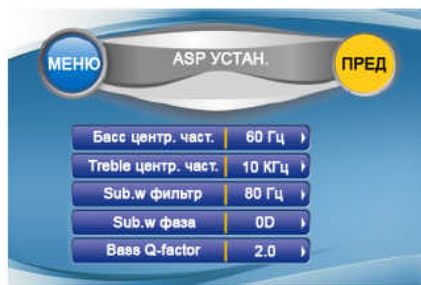 МЕНЮ
ASP УСТАН.
ПРЕД
Басс центр. част. 60 Гц
Treble центр. част. 10 КГц
Sub.w фильтр 80 Гц
Sub.w фаза 0D
Bass Q-factor 2.0